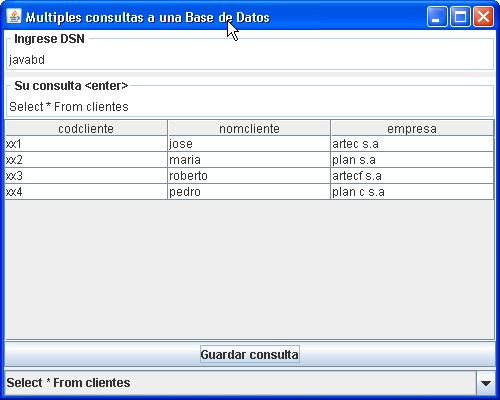 Multiples consultas a una Base de Datos
Ingrese DSN
javabd
Su consulta <enter>
Select * From clientes
codcliente nomcliente empresa
xx1 jose artec s.a
xx2 maria plan s.a
xx3 roberto artecf s.a
xx4 pedro plan c s.a
Guardar consulta
Select * From clientes